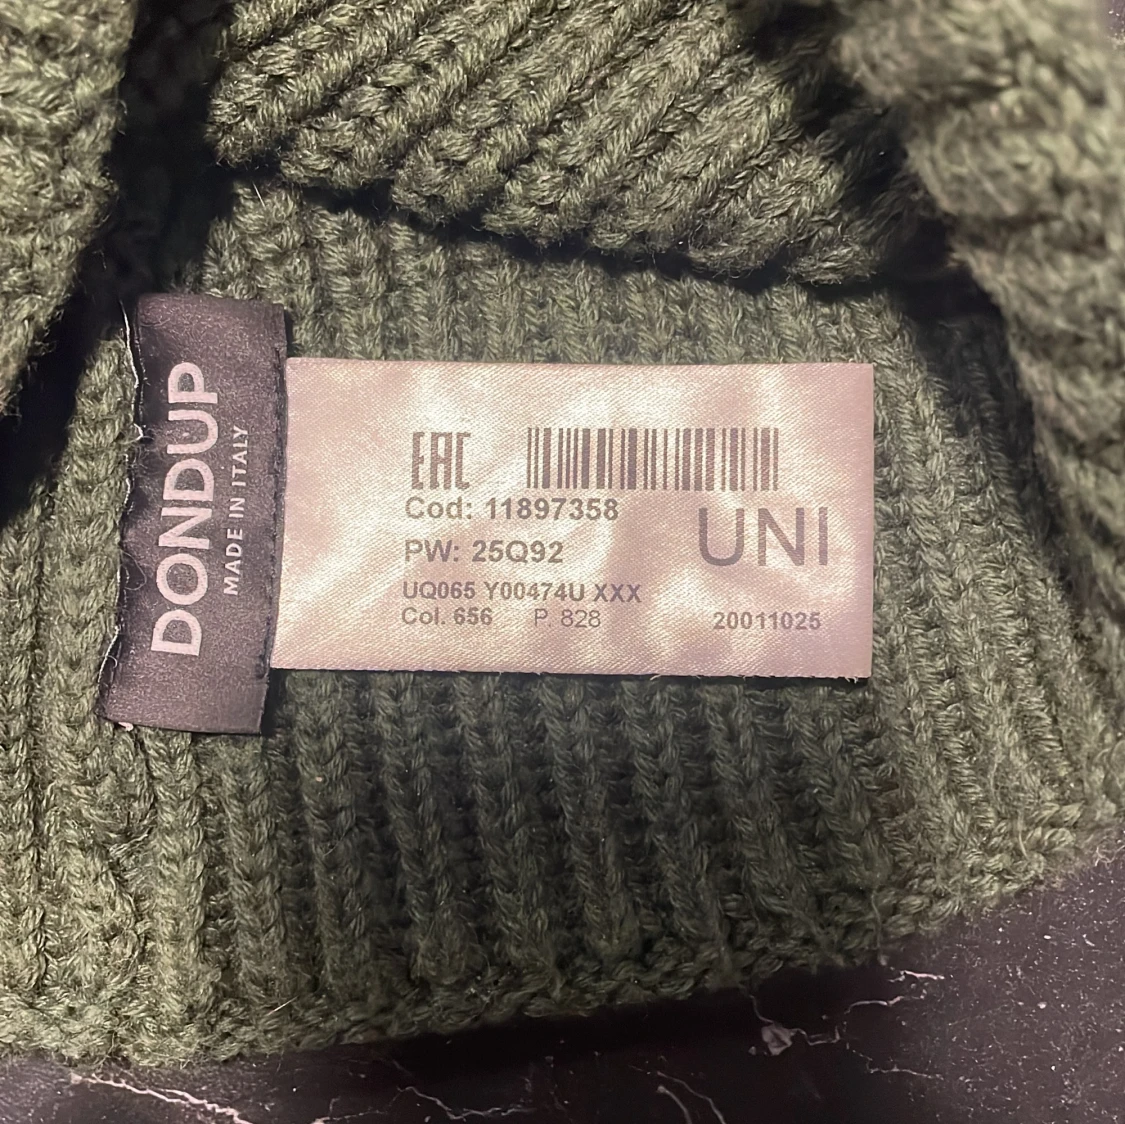 DONDUP
MADE IN ITALY
EAC
Cod: 11897358
PW: 25Q92
UNI
UQ065 Y00474U XXX
Col. 656 P. 828 20011025